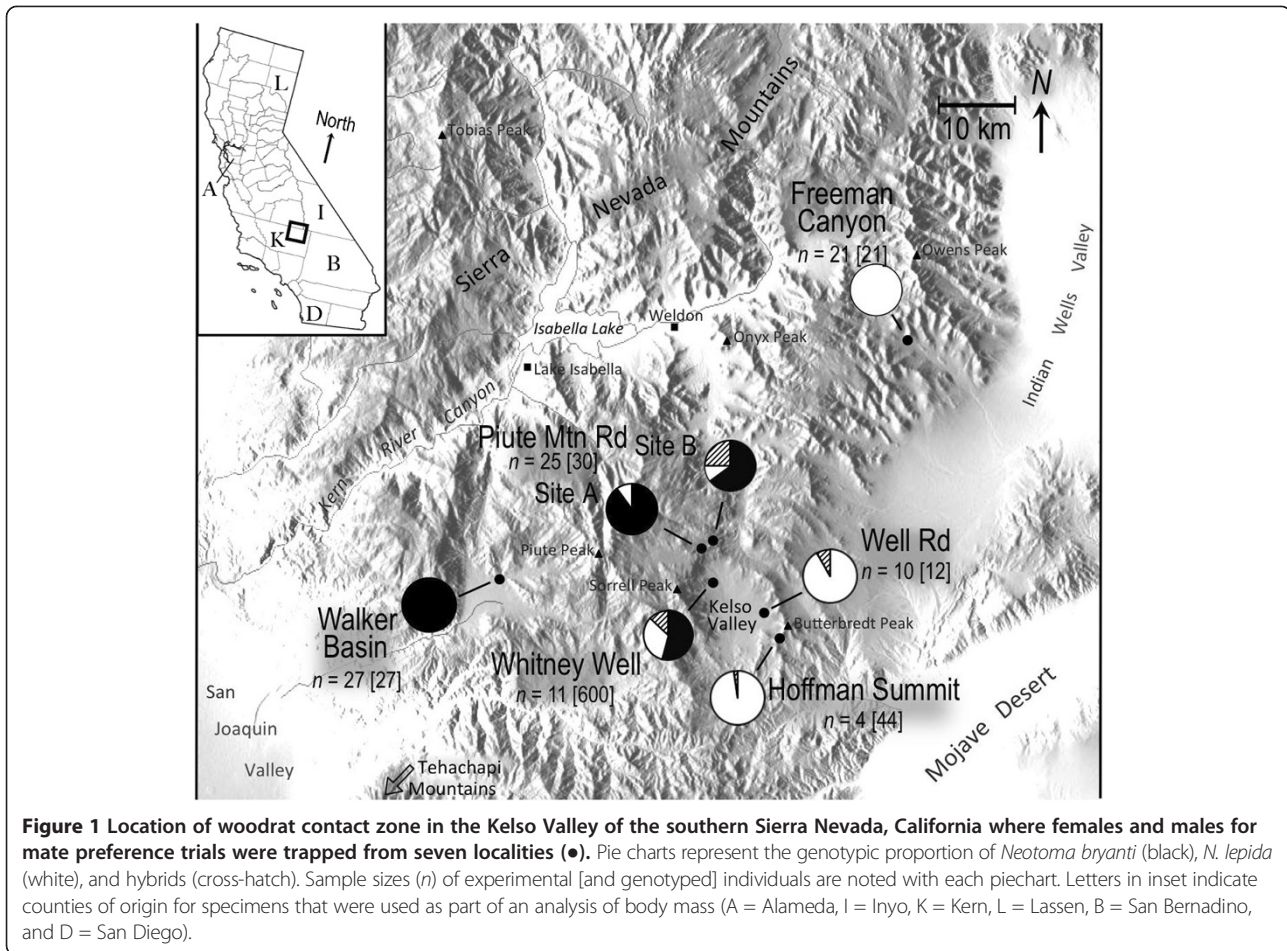 L
North
A
I
K
B
D
Tobias Peak
Sierra
Nevada
Mountains
N
10 km
Freeman
Canyon
n = 21 [21]
Owens Peak
Indian Wells Valley
Weldon
Isabella Lake
Onyx Peak
Lake Isabella
Kern River Canyon
Piute Mtn Rd
n = 25 [30]
Site A
Site B
Piute Peak
Sorrell Peak
Kelso
Valley
Well Rd
n = 10 [12]
Butterbredt Peak
Walker
Basin
n = 27 [27]
Whitney Well
n = 11 [600]
Hoffman Summit
n = 4 [44]
San
Joaquin
Valley
Tehachapi
Mountains
Mojave Desert
Figure 1 Location of woodrat contact zone in the Kelso Valley of the southern Sierra Nevada, California where females and males for
mate preference trials were trapped from seven localities (●). Pie charts represent the genotypic proportion of Neotoma bryanti (black), N. lepida
(white), and hybrids (cross-hatch). Sample sizes (n) of experimental [and genotyped] individuals are noted with each piechart. Letters in inset indicate
counties of origin for specimens that were used as part of an analysis of body mass (A = Alameda, I = Inyo, K = Kern, L = Lassen, B = San Bernadino,
and D = San Diego).